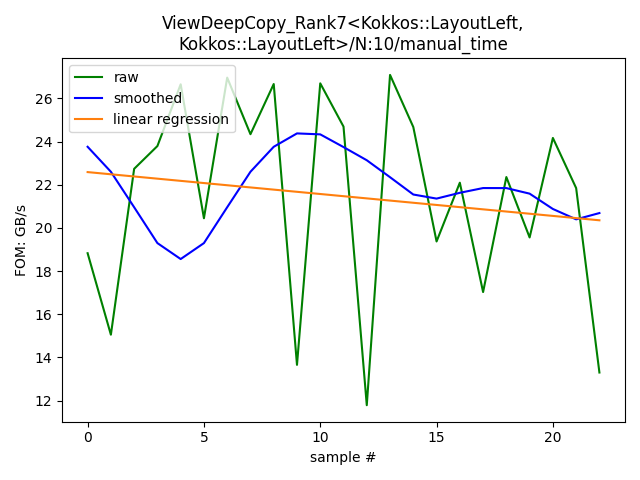 ViewDeepCopy_Rank7<Kokkos::LayoutLeft,
Kokkos::LayoutLeft>/N:10/manual_time
raw
smoothed
linear regression
FOM: GB/s
26
24
22
20
18
16
14
12
0
5
10
15
20
sample #